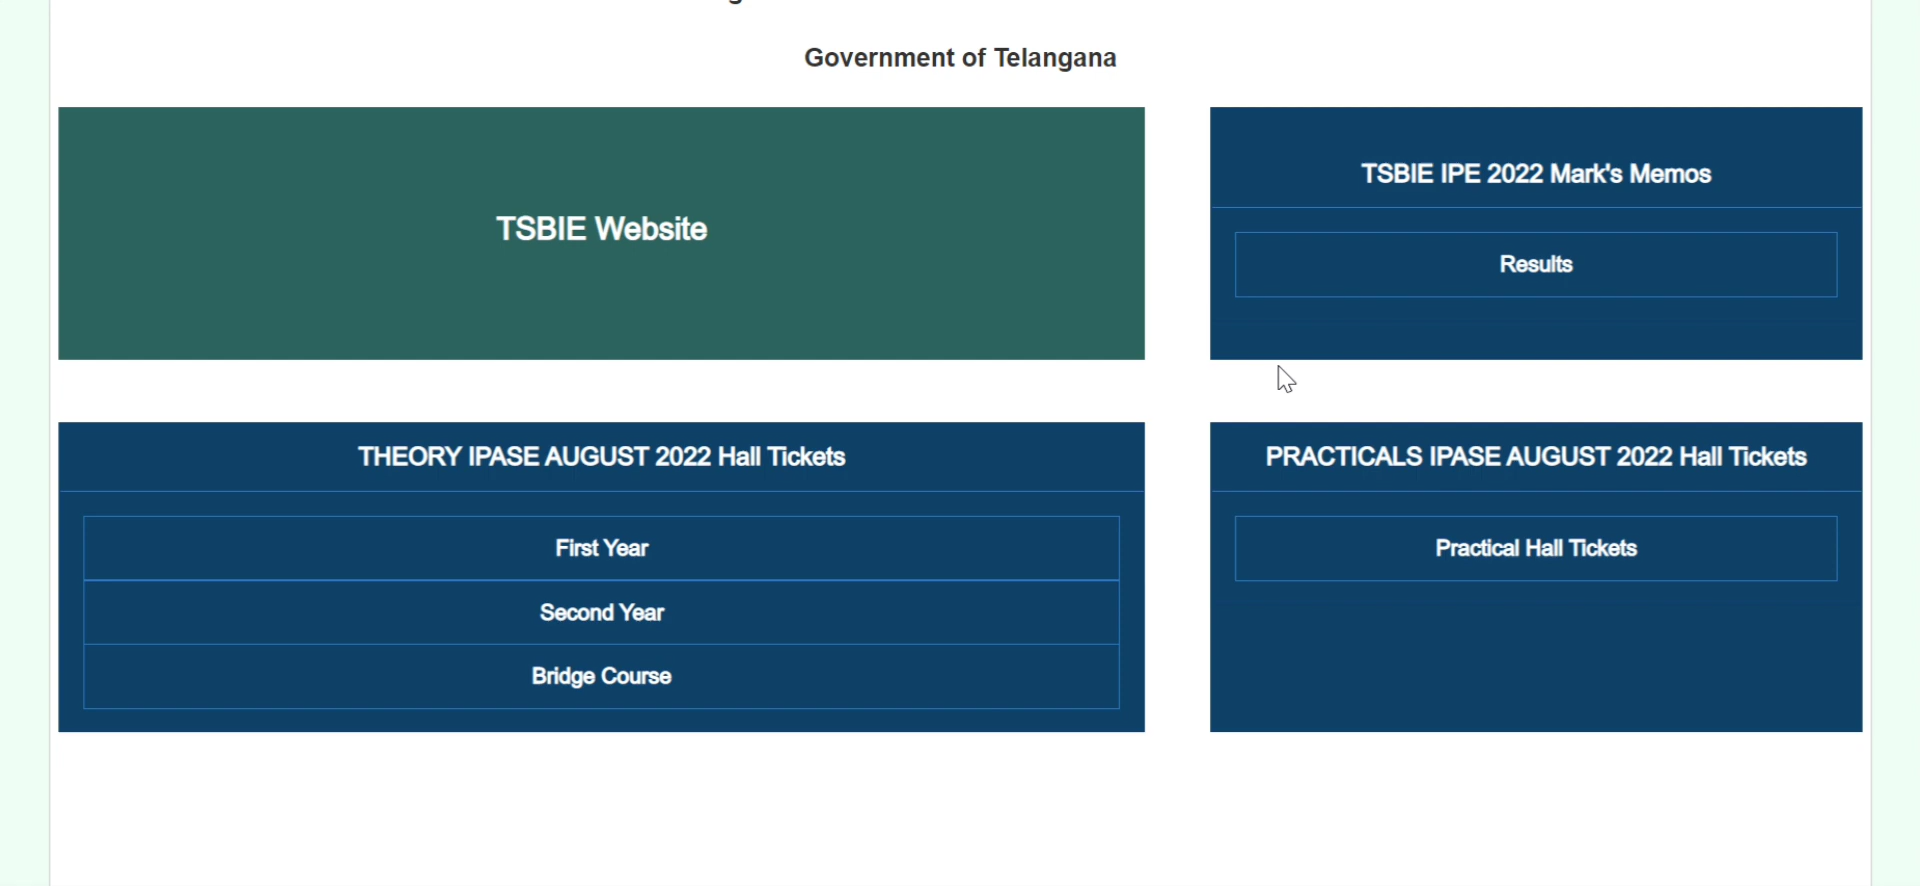 Government of Telangana
TSBIE Website
TSBIE IPE 2022 Mark's Memos
Results
THEORY IPASE AUGUST 2022 Hall Tickets
First Year
Second Year
Bridge Course
PRACTICALS IPASE AUGUST 2022 Hall Tickets
Practical Hall Tickets